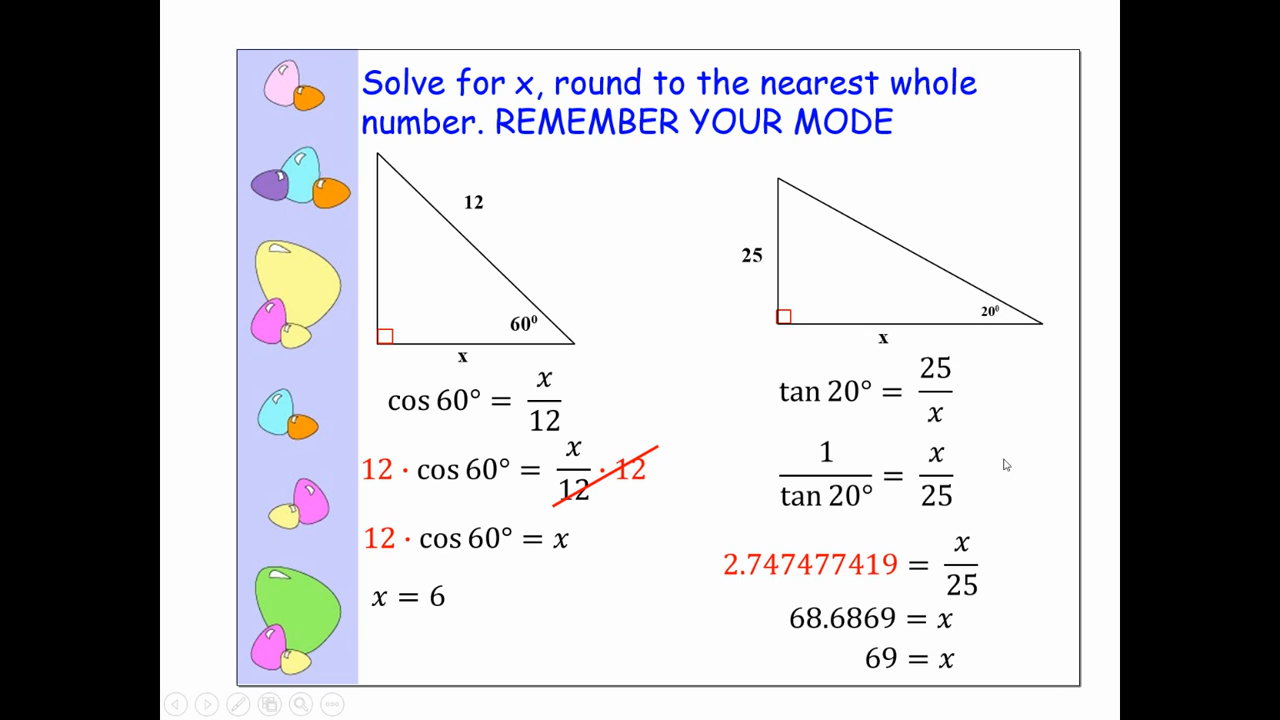 Solve for x, round to the nearest whole
number. REMEMBER YOUR MODE
12
60⁰
x
cos 60° = x/12
12 · cos 60° = x/12 · 12
12 · cos 60° = x
x = 6
25
20⁰
x
tan 20° = 25/x
1/tan 20° = x/25
2.747477419 = x/25
68.6869 = x
69 = x